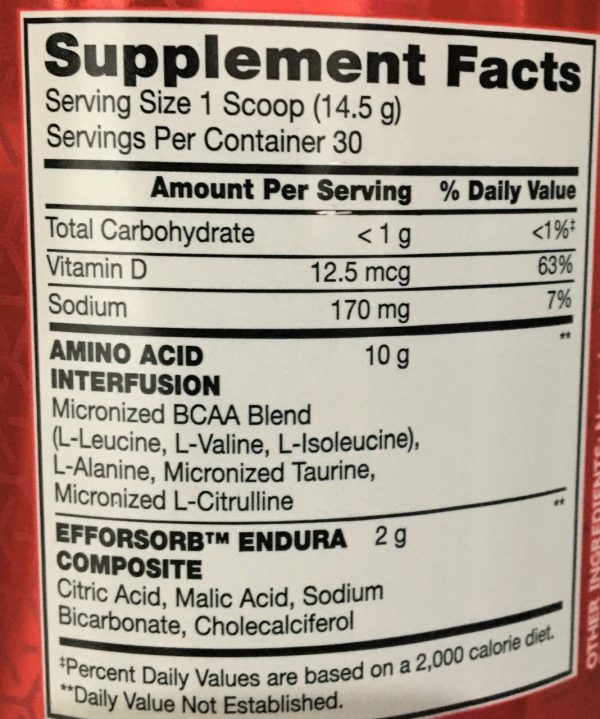 Supplement Facts
Serving Size 1 Scoop (14.5 g)
Servings Per Container 30
Amount Per Serving % Daily Value
Total Carbohydrate <1 g <1%‡
Vitamin D 12.5 mcg 63%
Sodium 170 mg 7%
AMINO ACID 10 g **
INTERFUSION
Micronized BCAA Blend
(L-Leucine, L-Valine, L-Isoleucine),
L-Alanine, Micronized Taurine,
Micronized L-Citrulline
EFFORSORB™ ENDURA 2 g **
COMPOSITE
Citric Acid, Malic Acid, Sodium
Bicarbonate, Cholecalciferol
‡Percent Daily Values are based on a 2,000 calorie diet.
**Daily Value Not Established.
OTHER INGREDIENTS: